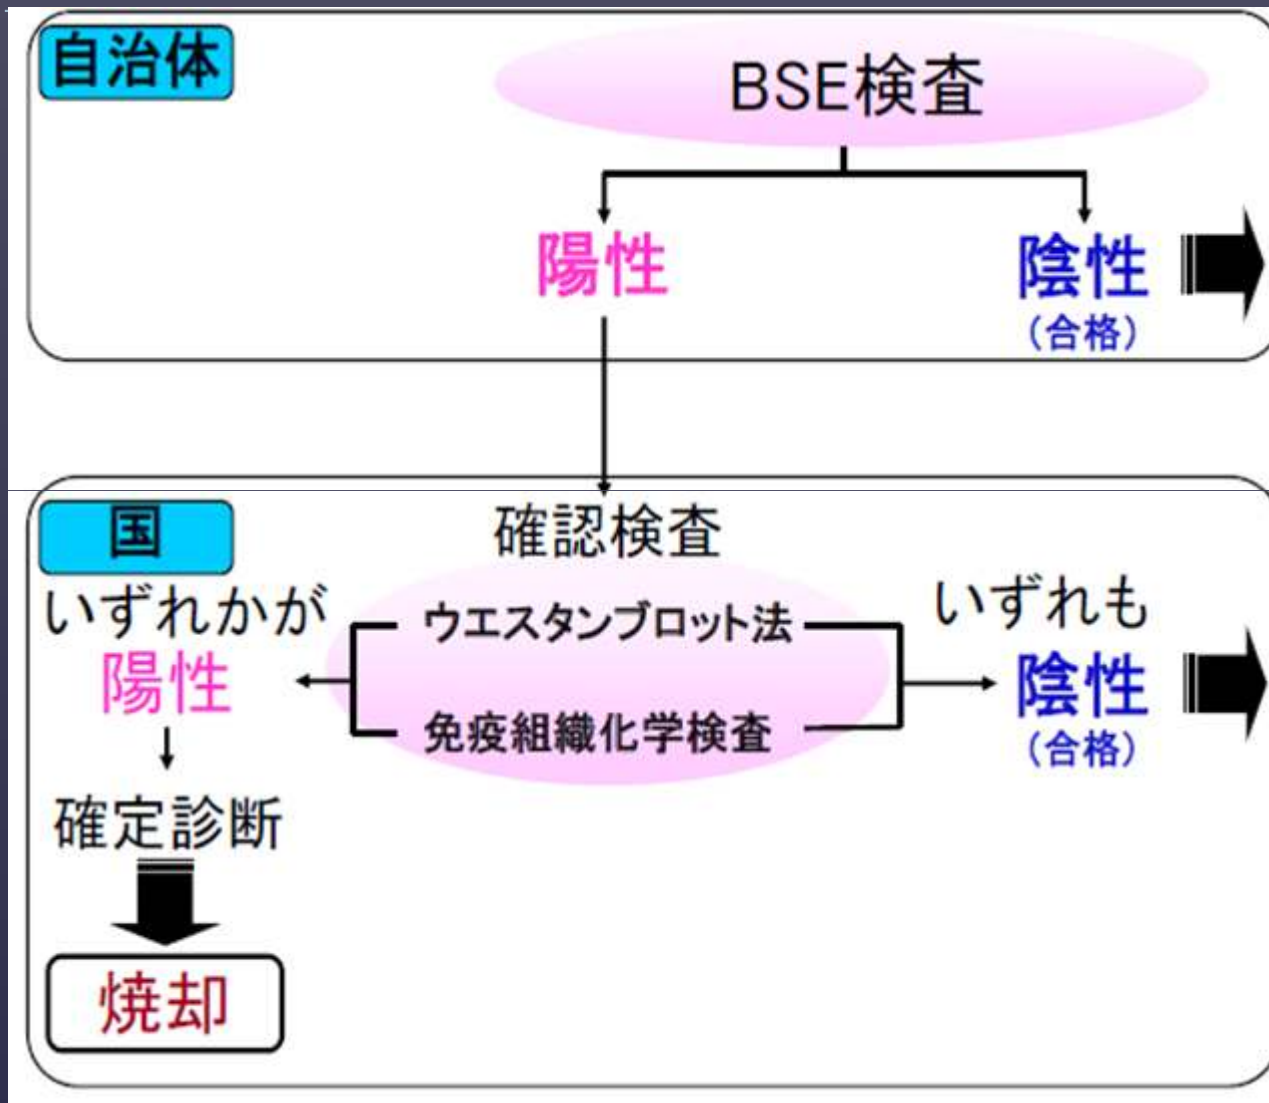 自治体
BSE検査
陽性
陰性
（合格）
国
確認検査
いずれかが
陽性
ウエスタンブロット法
免疫組織化学検査
いずれも
陰性
（合格）
確定診断
焼却